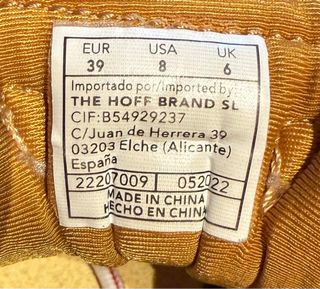 EUR USA UK
39 8 6
Importado por/imported by:
THE HOFF BRAND SL
CIF:B54929237
C/Juan de Herrera 39
03203 Elche (Alicante)
España
22207009 052022
MADE IN CHINA
HECHO EN CHINA